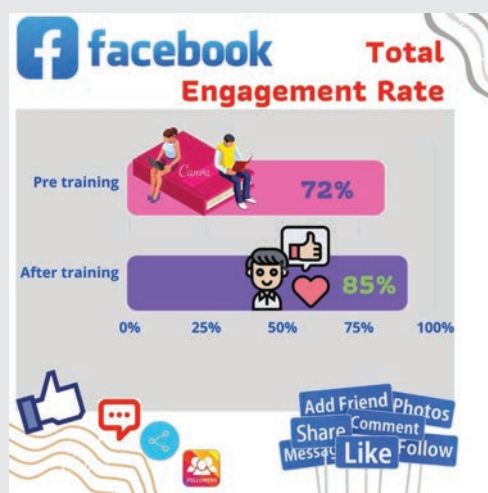 facebook
Total
Engagement Rate
Canva
Pre training
72%
After training
85%
0% 25% 50% 75% 100%
Add Friend Photos
Share Comment
Message Like Follow
FOLLOWERS